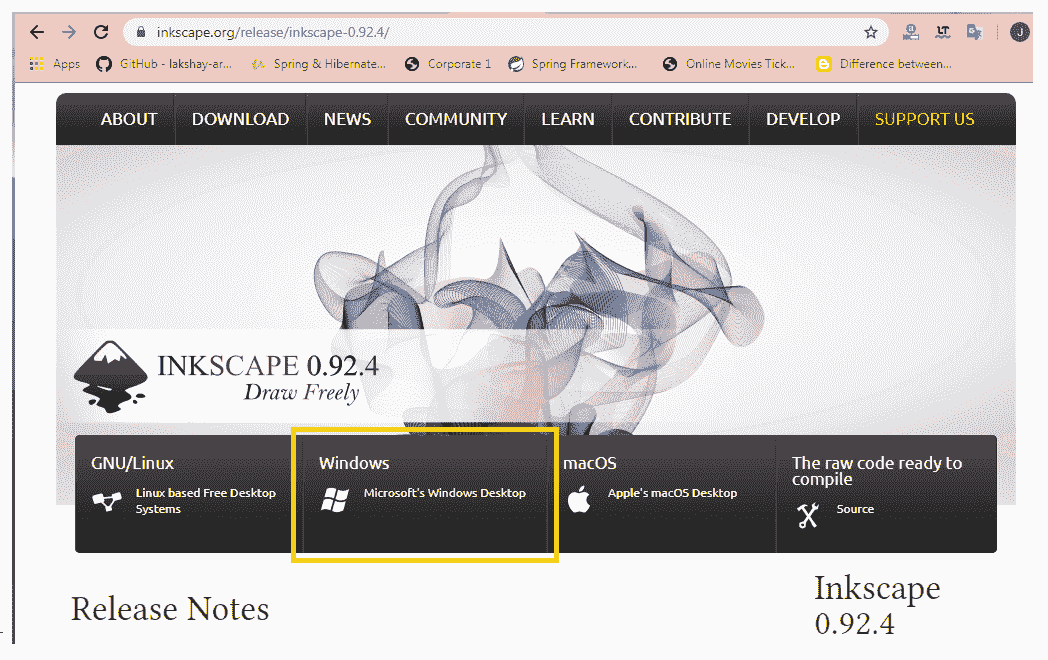 inkscape.org/release/inkscape-0.92.4/
J
Apps GitHub - lakshay-ar... Spring & Hibernate... Corporate 1 Spring Framework... Online Movies Tick... Difference between...
ABOUT DOWNLOAD NEWS COMMUNITY LEARN CONTRIBUTE DEVELOP SUPPORT US
INKSCAPE 0.92.4
Draw Freely
GNU/Linux
Linux based Free Desktop
Systems
Windows
Microsoft's Windows Desktop
macOS
Apple's macOS Desktop
The raw code ready to
compile
Source
Release Notes
Inkscape
0.92.4